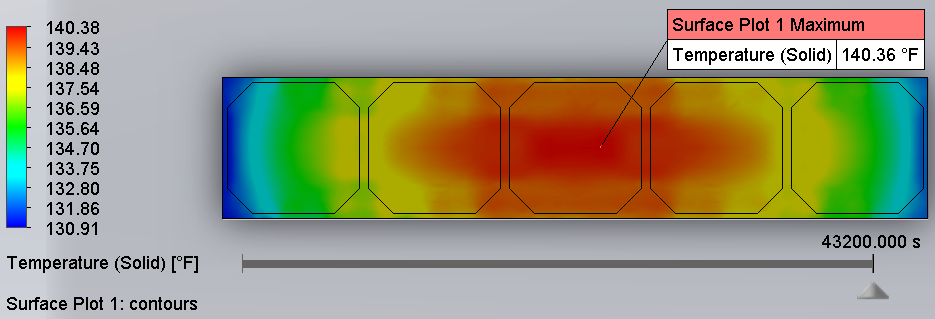 140.38
139.43
138.48
137.54
136.59
135.64
134.70
133.75
132.80
131.86
130.91
Temperature (Solid) [°F]
Surface Plot 1: contours
Surface Plot 1 Maximum
Temperature (Solid) 140.36 °F
43200.000 s